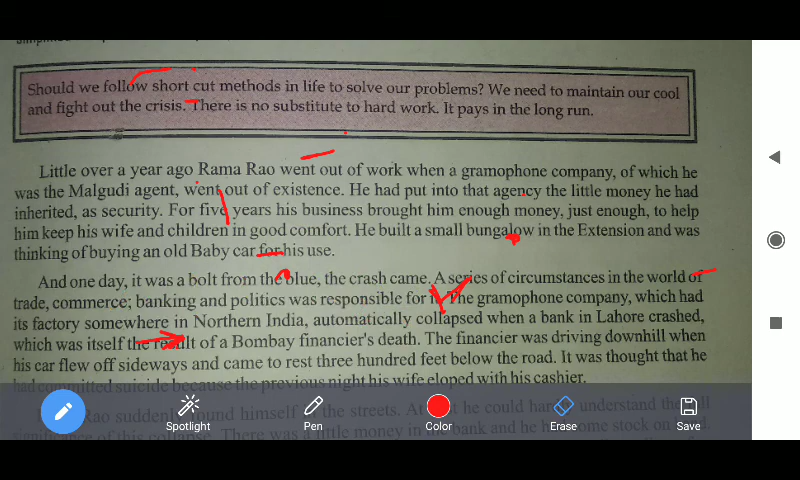 Should we follow short cut methods in life to solve our problems? We need to maintain our cool
and fight out the crisis. There is no substitute to hard work. It pays in the long run.
Little over a year ago Rama Rao went out of work when a gramophone company, of which he
was the Malgudi agent, went out of existence. He had put into that agency the little money he had
inherited, as security. For five years his business brought him enough money, just enough, to help
him keep his wife and children in good comfort. He built a small bungalow in the Extension and was
thinking of buying an old Baby car for his use.
And one day, it was a bolt from the blue, the crash came. A series of circumstances in the world of
trade, commerce; banking and politics was responsible for it. The gramophone company, which had
its factory somewhere in Northern India, automatically collapsed when a bank in Lahore crashed,
which was itself the result of a Bombay financier's death. The financier was driving downhill when
his car flew off sideways and came to rest three hundred feet below the road. It was thought that he
had committed suicide because the previous night his wife eloped with his cashier.
Rao suddenly found himself in the streets. At he could hardly understand the full
significance of this collapse. There was a little money in the bank and he had some stock on
Spotlight Pen Color Erase Save